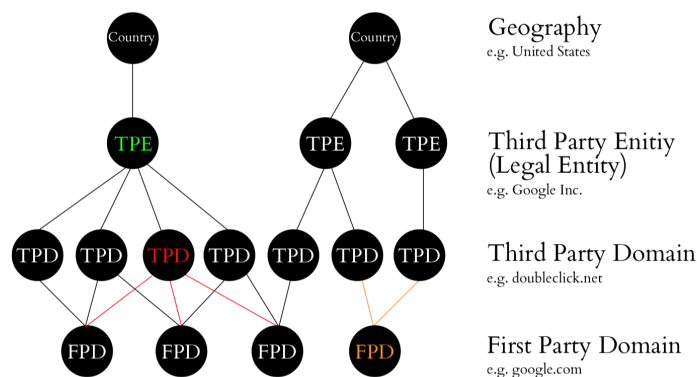 Country
Country
Geography
e.g. United States
TPE
TPE
TPE
Third Party Enitiy
(Legal Entity)
e.g. Google Inc.
TPD
TPD
TPD
TPD
TPD
TPD
TPD
Third Party Domain
e.g. doubleclick.net
FPD
FPD
FPD
FPD
First Party Domain
e.g. google.com